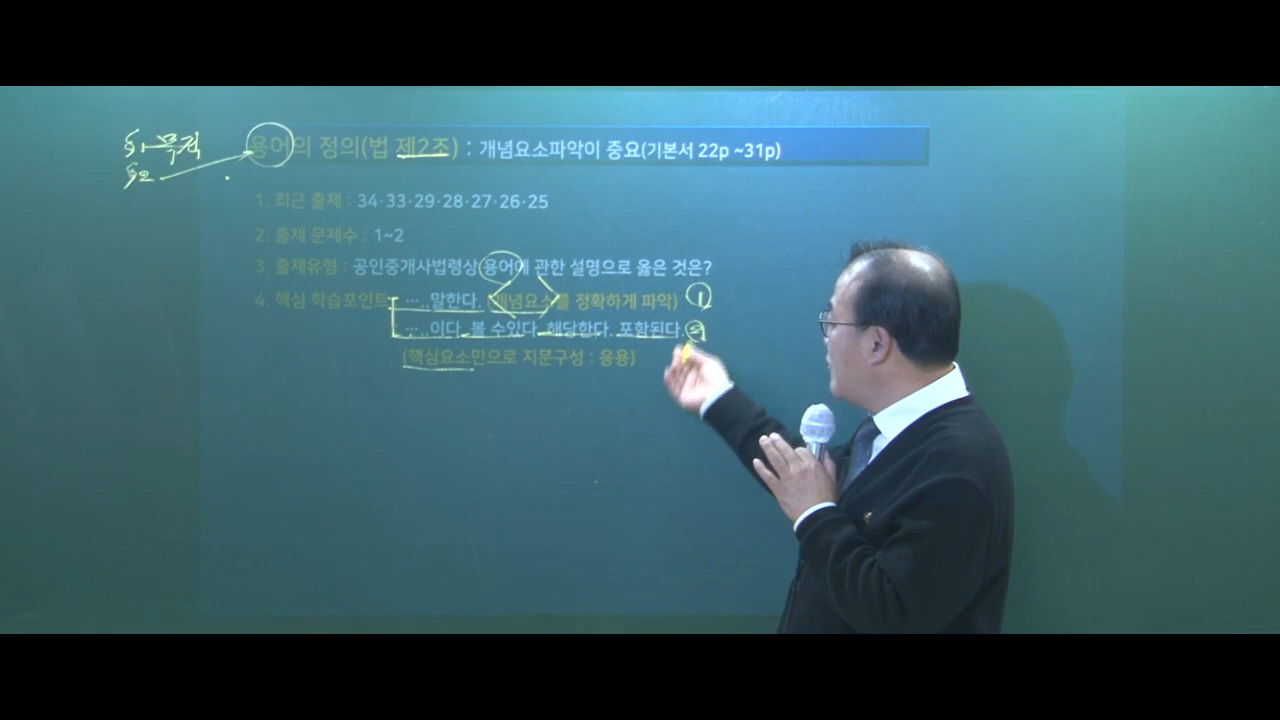 §1 목적
§2
용어의 정의(법 제2조) : 개념요소파악이 중요(기본서 22p ~31p)
1. 최근 출제 : 34·33·29·28·27·26·25
2. 출제 문제수 : 1~2
3. 출제유형 : 공인중개사법령상 용어에 관한 설명으로 옳은 것은?
4. 핵심 학습포인트 - ….. 말한다. (개념요소를 정확하게 파악) 1
- ….. 이다. 볼 수있다. 해당한다. 포함된다.
(핵심요소만으로 지문구성 : 응용)